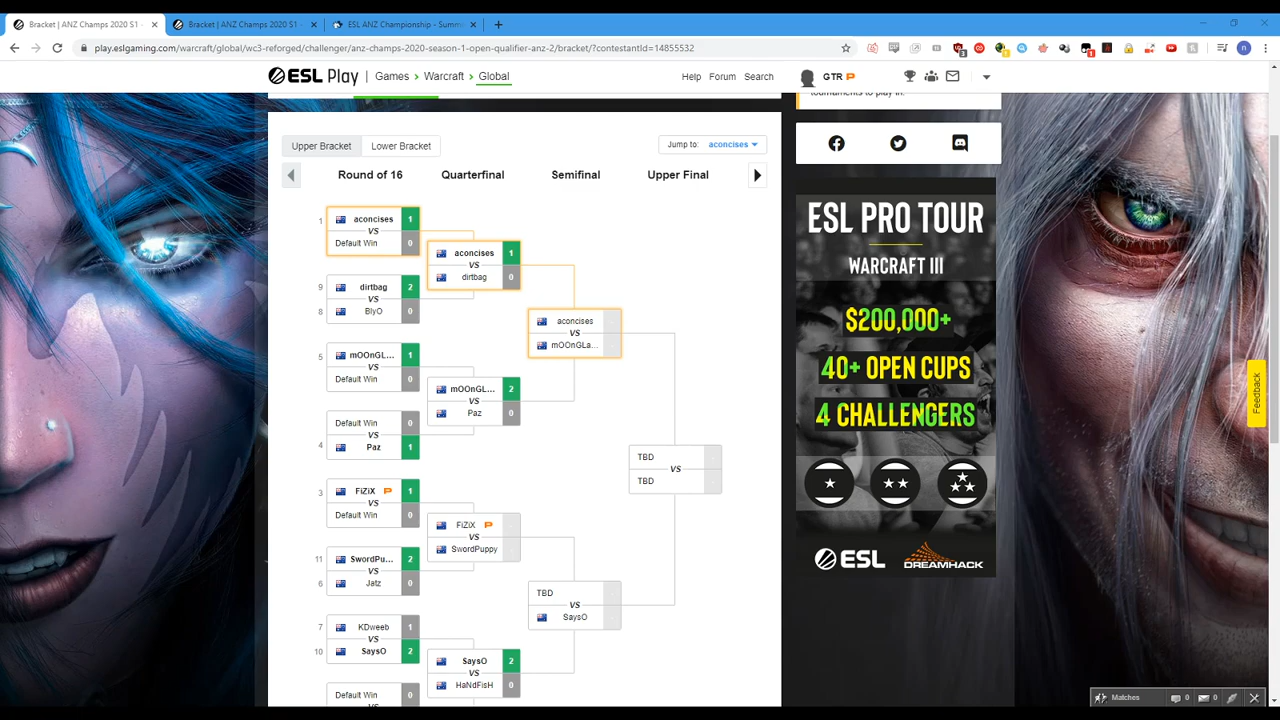 Bracket | ANZ Champs 2020 S1
Bracket | ANZ Champs 2020 S1
ESL ANZ Championship - Summ
play.eslgaming.com/warcraft/global/wc3-reforged/challenger/anz-champs-2020-season-1-open-qualifier-anz-2/bracket/?contestantId=14855532
ESL Play Games Warcraft Global
Help Forum Search
GTR P
tournaments to play in.
Upper Bracket Lower Bracket
Jump to: aconcises
Round of 16 Quarterfinal Semifinal Upper Final
1 aconcises 1
VS
Default Win 0
9 dirtbag 2
VS
8 BlyO 0
5 mOOnGL... 1
VS
Default Win 0
Default Win 0
VS
4 Paz 1
3 FiZiX P 1
VS
Default Win 0
11 SwordPu... 2
VS
6 Jatz 0
7 KDweeb 1
VS
10 SaysO 2
Default Win 0
aconcises 1
VS
dirtbag 0
mOOnGL... 2
VS
Paz 0
FiZiX P
VS
SwordPuppy
SaysO 2
VS
HaNdFisH 0
aconcises
VS
mOOnGLa...
TBD
VS
SaysO
TBD
VS
TBD
ESL PRO TOUR
WARCRAFT III
$200,000+
40+ OPEN CUPS
4 CHALLENGERS
ESL DREAMHACK
Feedback
Matches 0 0